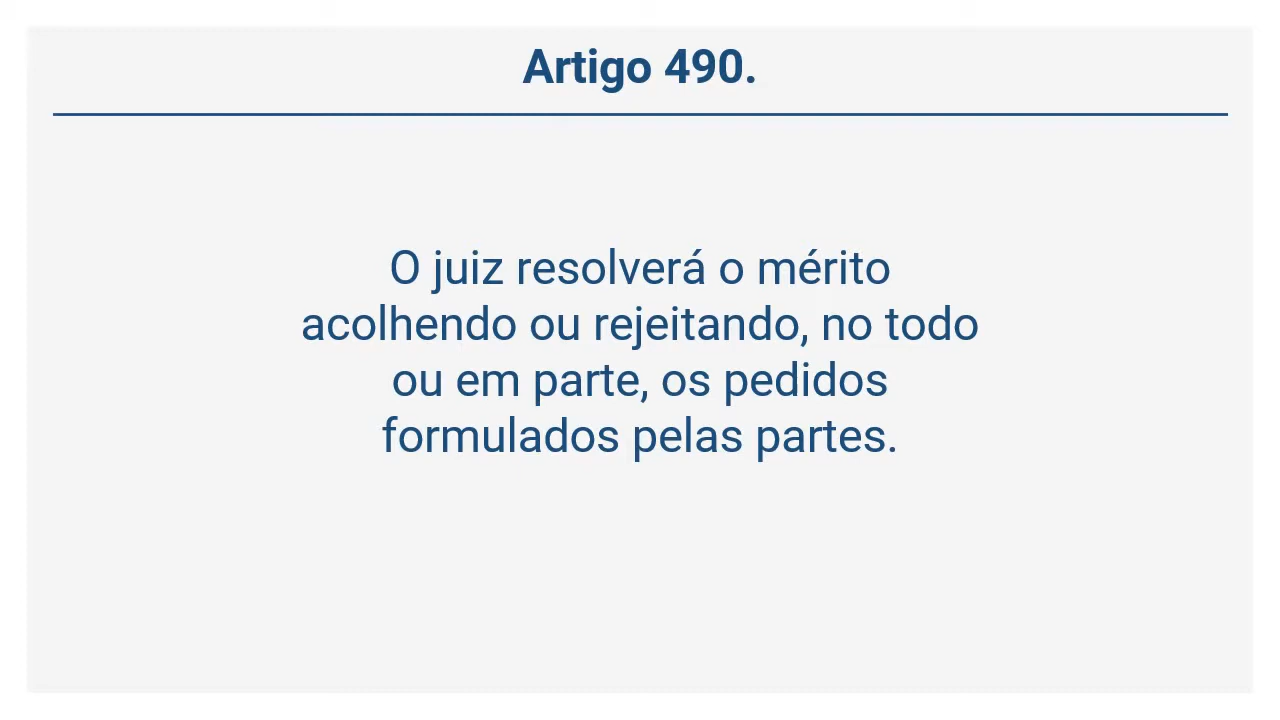 Artigo 490.
O juiz resolverá o mérito
acolhendo ou rejeitando, no todo
ou em parte, os pedidos
formulados pelas partes.